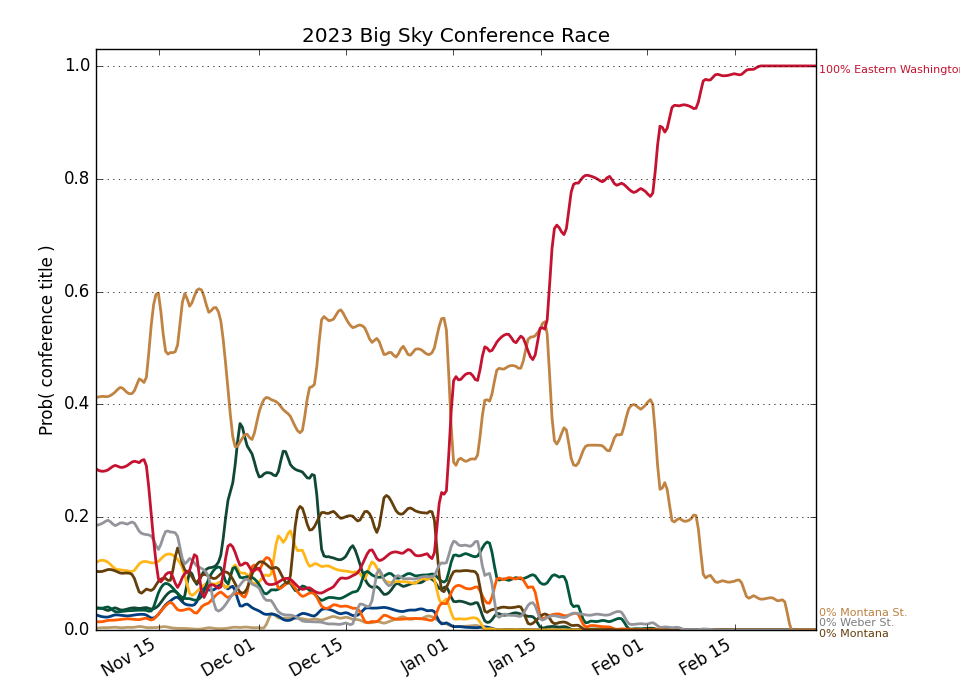 2023 Big Sky Conference Race
Prob( conference title )
1.0
0.8
0.6
0.4
0.2
0.0
Nov 15
Dec 01
Dec 15
Jan 01
Jan 15
Feb 01
Feb 15
100% Eastern Washington
0% Montana St.
0% Weber St.
0% Montana